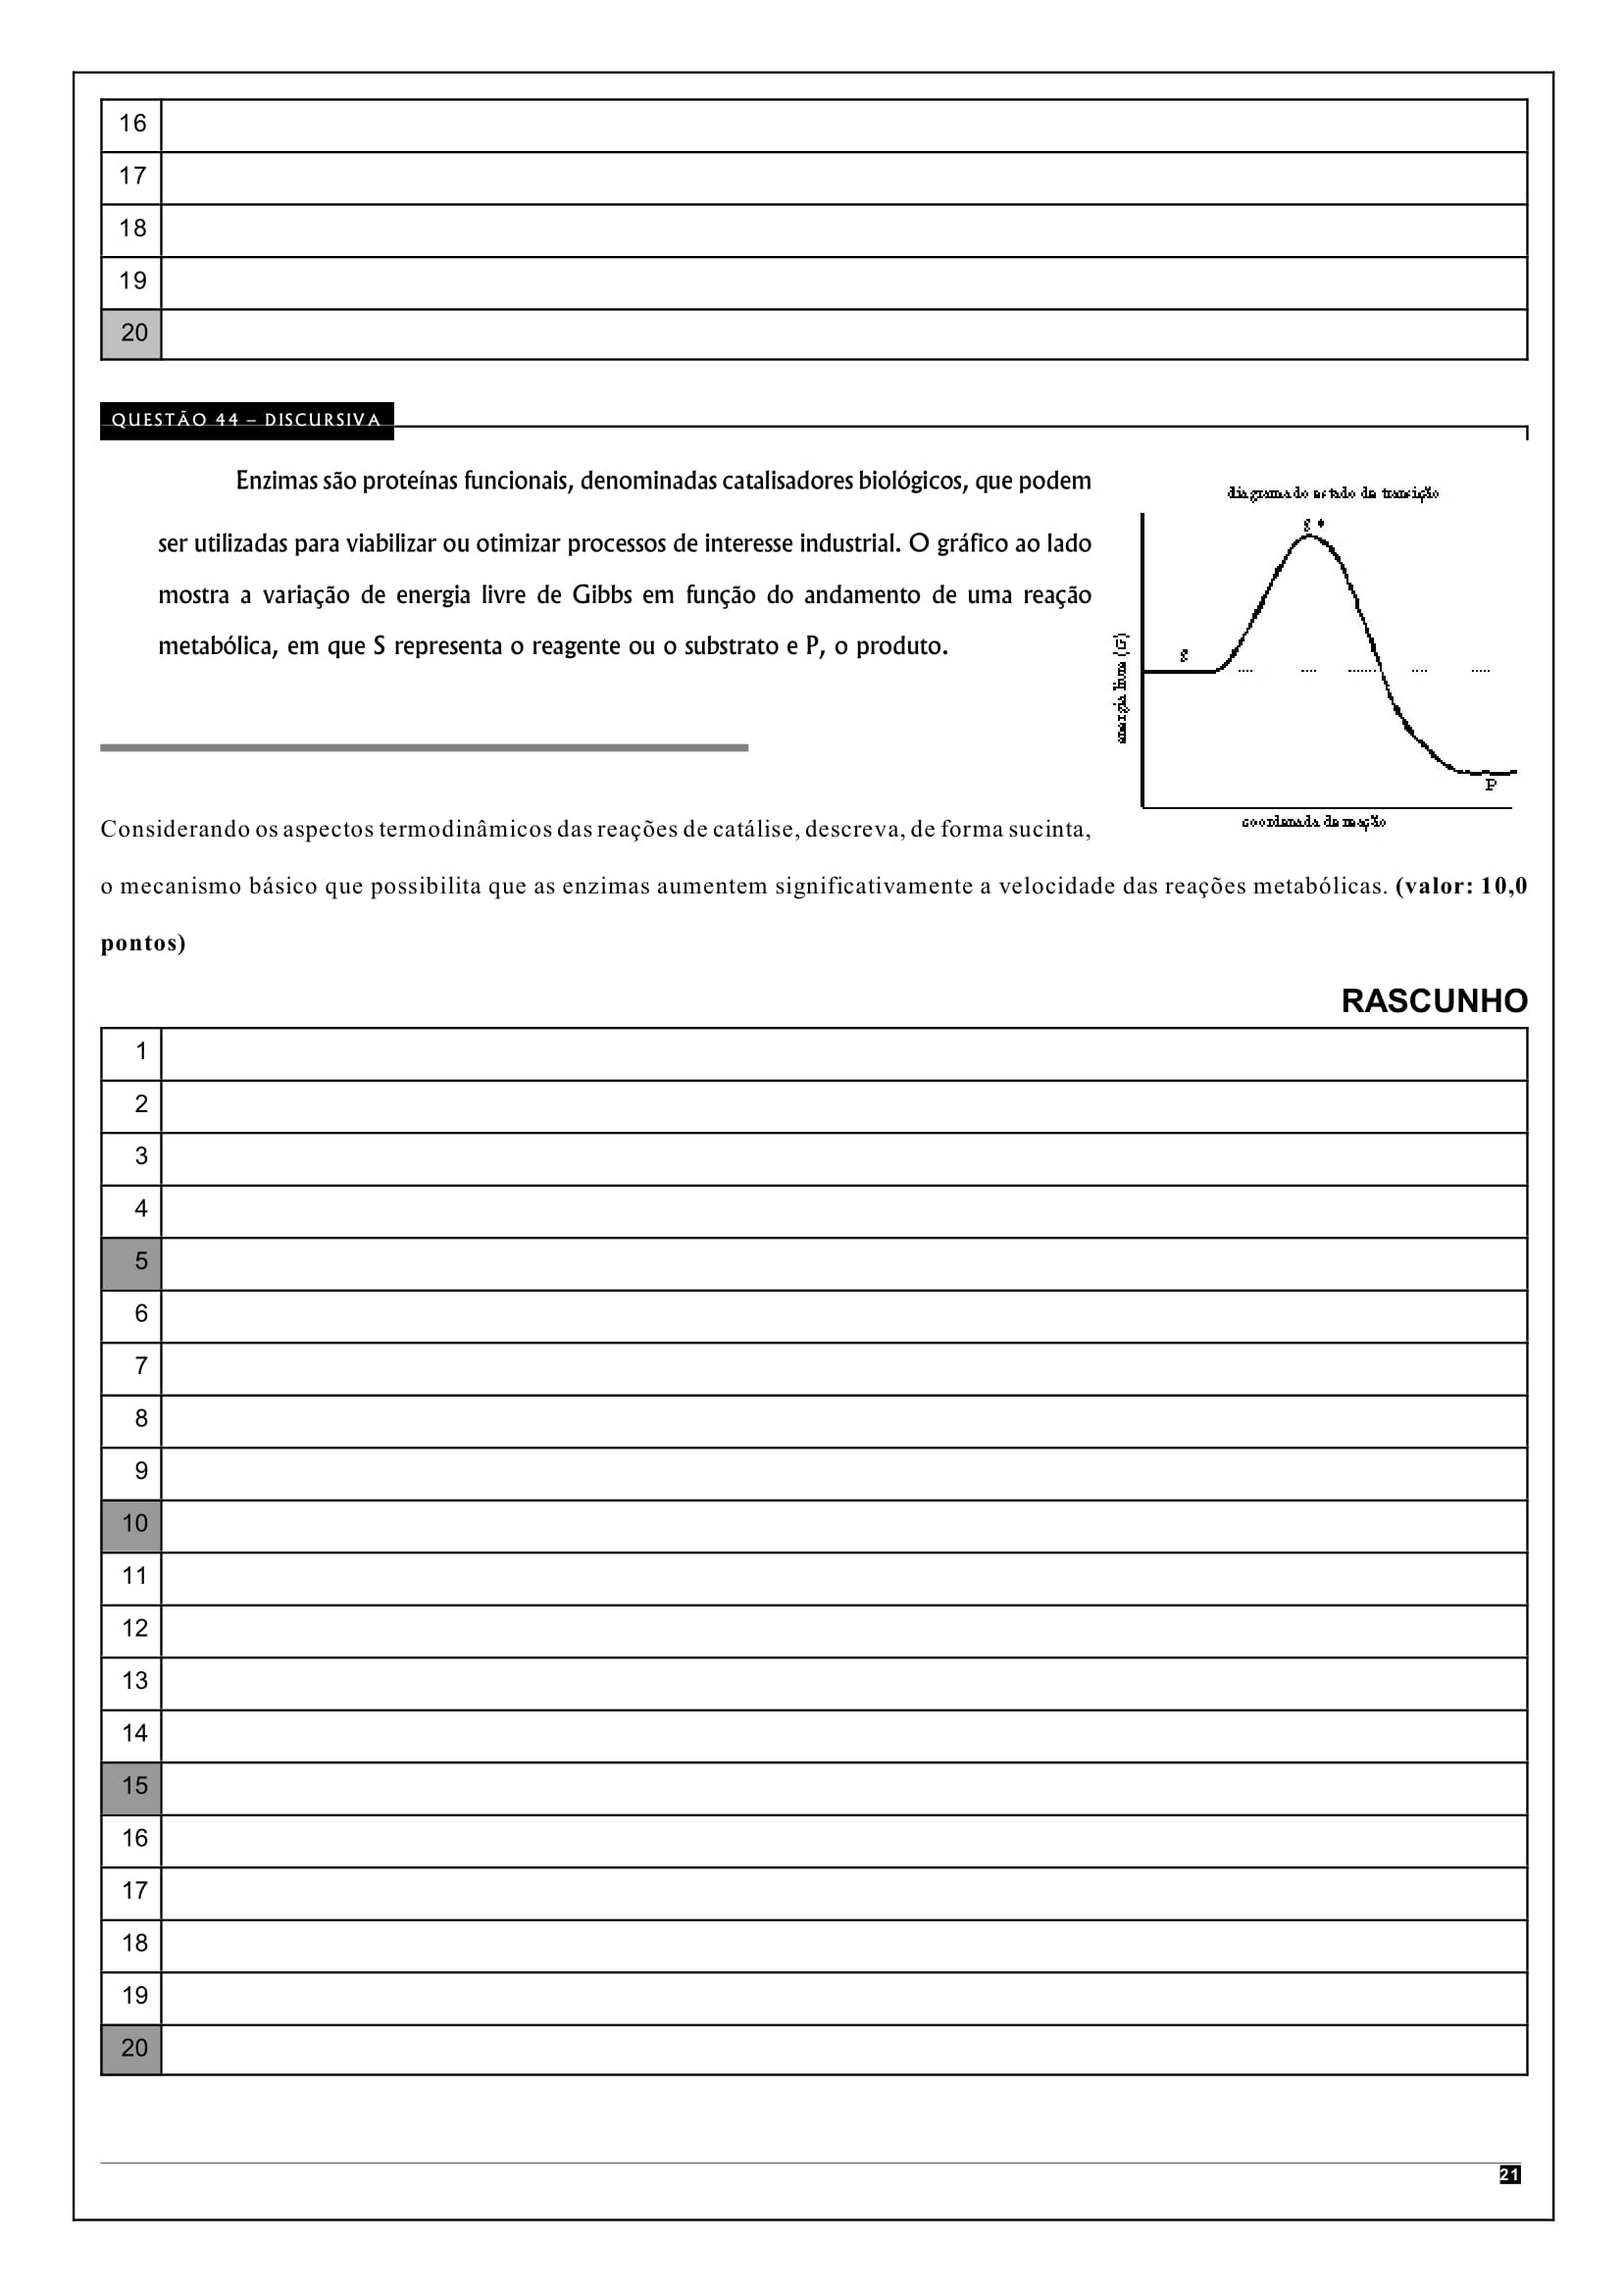 16
17
18
19
20
QUESTÃO 44 – DISCURSIVA
Enzimas são proteínas funcionais, denominadas catalisadores biológicos, que podem
ser utilizadas para viabilizar ou otimizar processos de interesse industrial. O gráfico ao lado
mostra a variação de energia livre de Gibbs em função do andamento de uma reação
metabólica, em que S representa o reagente ou o substrato e P, o produto.
diagrama do estado de transição
S *
S
energia livre (G)
P
coordenada de reação
Considerando os aspectos termodinâmicos das reações de catálise, descreva, de forma sucinta,
o mecanismo básico que possibilita que as enzimas aumentem significativamente a velocidade das reações metabólicas. (valor: 10,0
pontos)
RASCUNHO
1
2
3
4
5
6
7
8
9
10
11
12
13
14
15
16
17
18
19
20
21